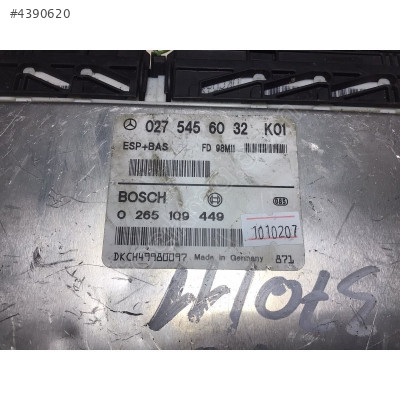 #4390620
027 545 60 32 K01
ESP+BAS FD 98M11
BOSCH
0 265 109 449
1010207
DKCH49980097 Made in Germany 871